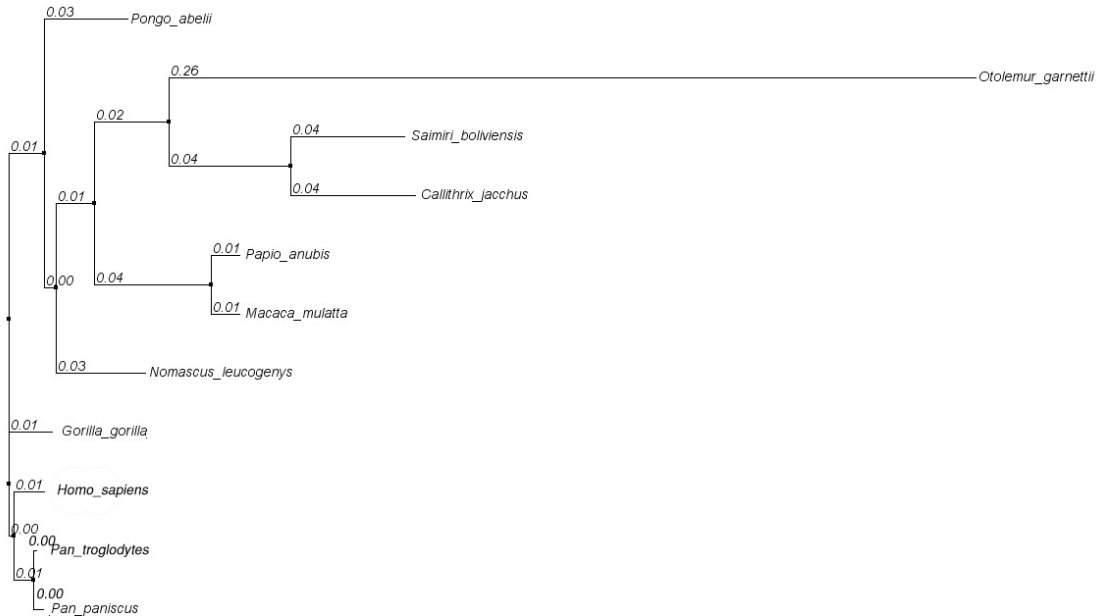 0.03 Pongo_abelii
0.26
Otolemur_garnettii
0.02
0.04 Saimiri_boliviensis
0.01
0.04
0.04 Callithrix_jacchus
0.01
0.01 Papio_anubis
0.00
0.04
0.01 Macaca_mulatta
0.03 Nomascus_leucogenys
0.01 Gorilla_gorilla
0.01 Homo_sapiens
0.00
0.00 Pan_troglodytes
0.01
0.00
Pan_paniscus